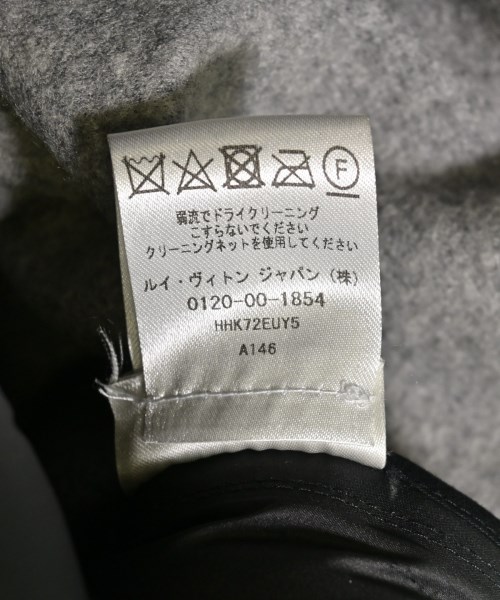 F
弱流でドライクリーニング
こすらないでください
クリーニングネットを使用してください
ルイ・ヴィトン ジャパン (株)
0120-00-1854
HHK72EUY5
A146